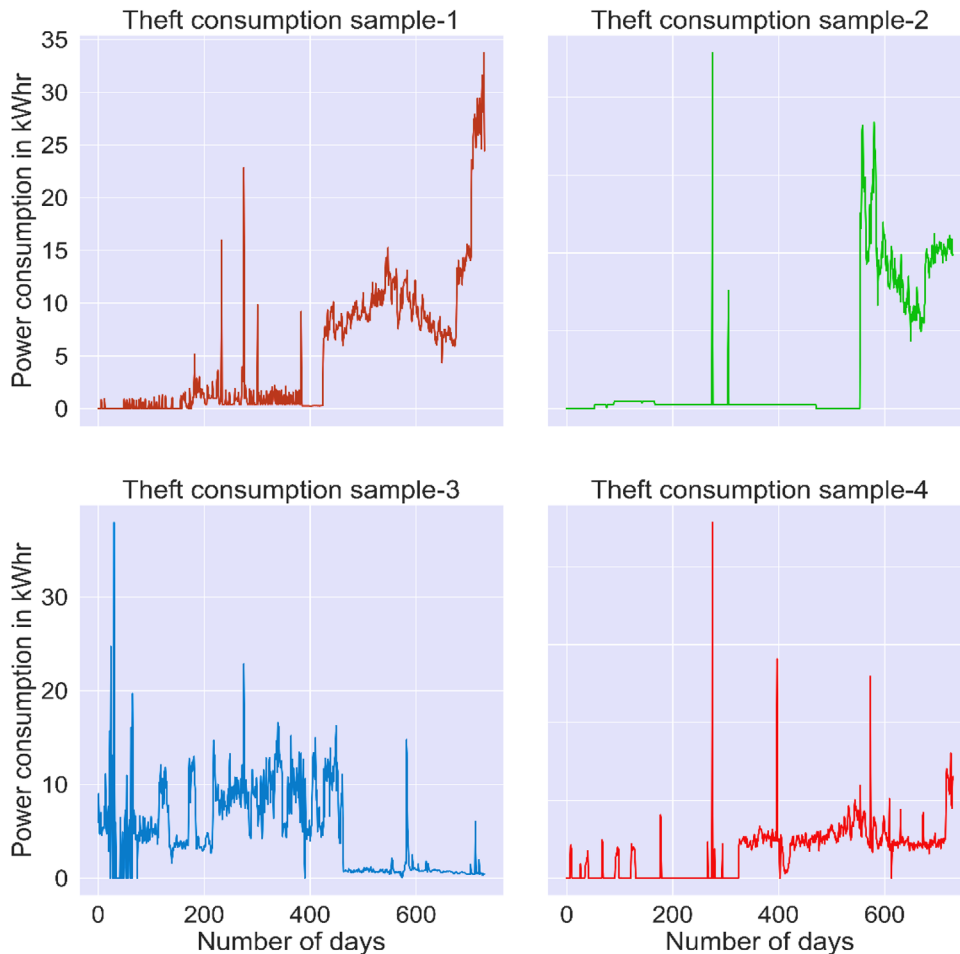 Theft consumption sample-1
Theft consumption sample-2
Power consumption in kWhr
35
30
25
20
15
10
5
0
Theft consumption sample-3
Theft consumption sample-4
Power consumption in kWhr
30
20
10
0
0 200 400 600
0 200 400 600
Number of days
Number of days